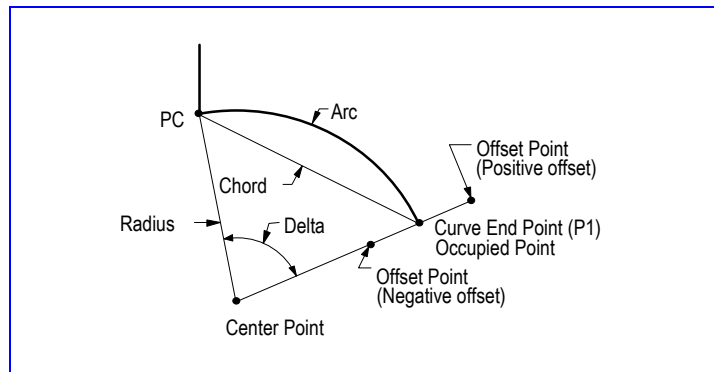 PC
Arc
Offset Point
(Positive offset)
Chord
Radius
Delta
Curve End Point (P1)
Occupied Point
Offset Point
(Negative offset)
Center Point